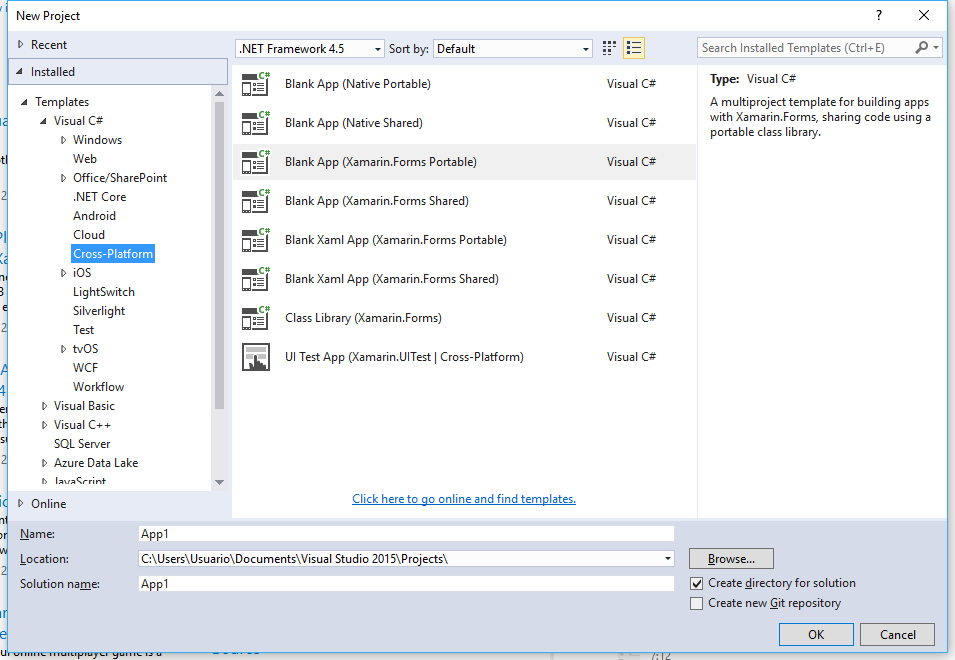 New Project
?
Recent
.NET Framework 4.5
Sort by:
Default
Search Installed Templates (Ctrl+E)
Installed
Templates
Visual C#
Windows
Web
Office/SharePoint
.NET Core
Android
Cloud
Cross-Platform
iOS
LightSwitch
Silverlight
Test
tvOS
WCF
Workflow
Visual Basic
Visual C++
SQL Server
Azure Data Lake
JavaScript
Online
Blank App (Native Portable) Visual C#
Blank App (Native Shared) Visual C#
Blank App (Xamarin.Forms Portable) Visual C#
Blank App (Xamarin.Forms Shared) Visual C#
Blank Xaml App (Xamarin.Forms Portable) Visual C#
Blank Xaml App (Xamarin.Forms Shared) Visual C#
Class Library (Xamarin.Forms) Visual C#
UI Test App (Xamarin.UITest | Cross-Platform) Visual C#
Click here to go online and find templates.
Type: Visual C#
A multiproject template for building apps
with Xamarin.Forms, sharing code using a
portable class library.
Name: App1
Location: C:\Users\Usuario\Documents\Visual Studio 2015\Projects\
Browse...
Solution name: App1
Create directory for solution
Create new Git repository
OK
Cancel
online multiplayer game is a
7:12